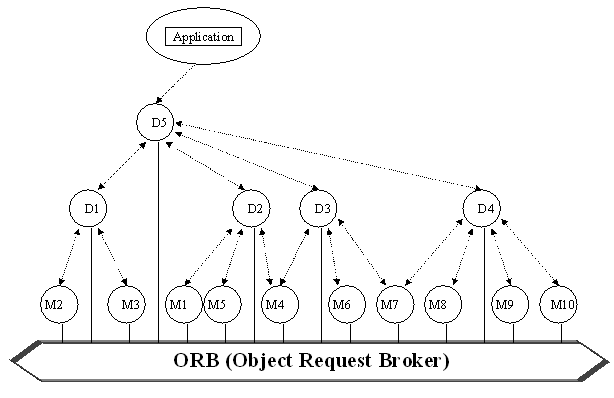 Application
D5
D1
D2
D3
D4
M2
M3
M1
M5
M4
M6
M7
M8
M9
M10
ORB (Object Request Broker)